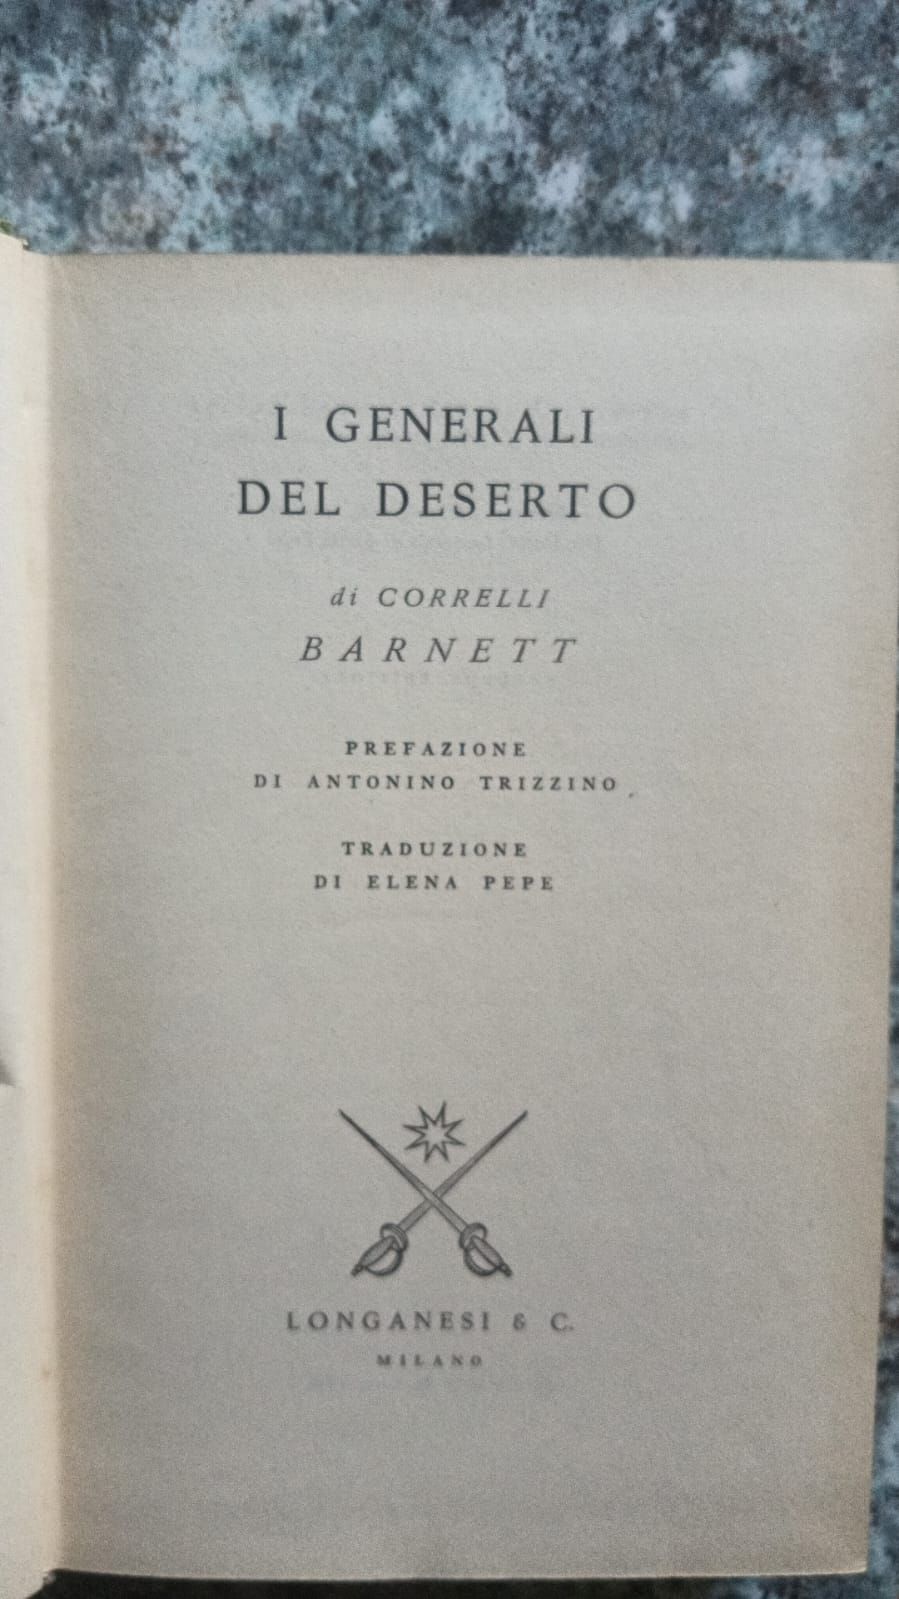 I GENERALI
DEL DESERTO
di CORRELLI
BARNETT
PREFAZIONE
DI ANTONINO TRIZZINO
TRADUZIONE
DI ELENA PEPE
LONGANESI & C.
MILANO